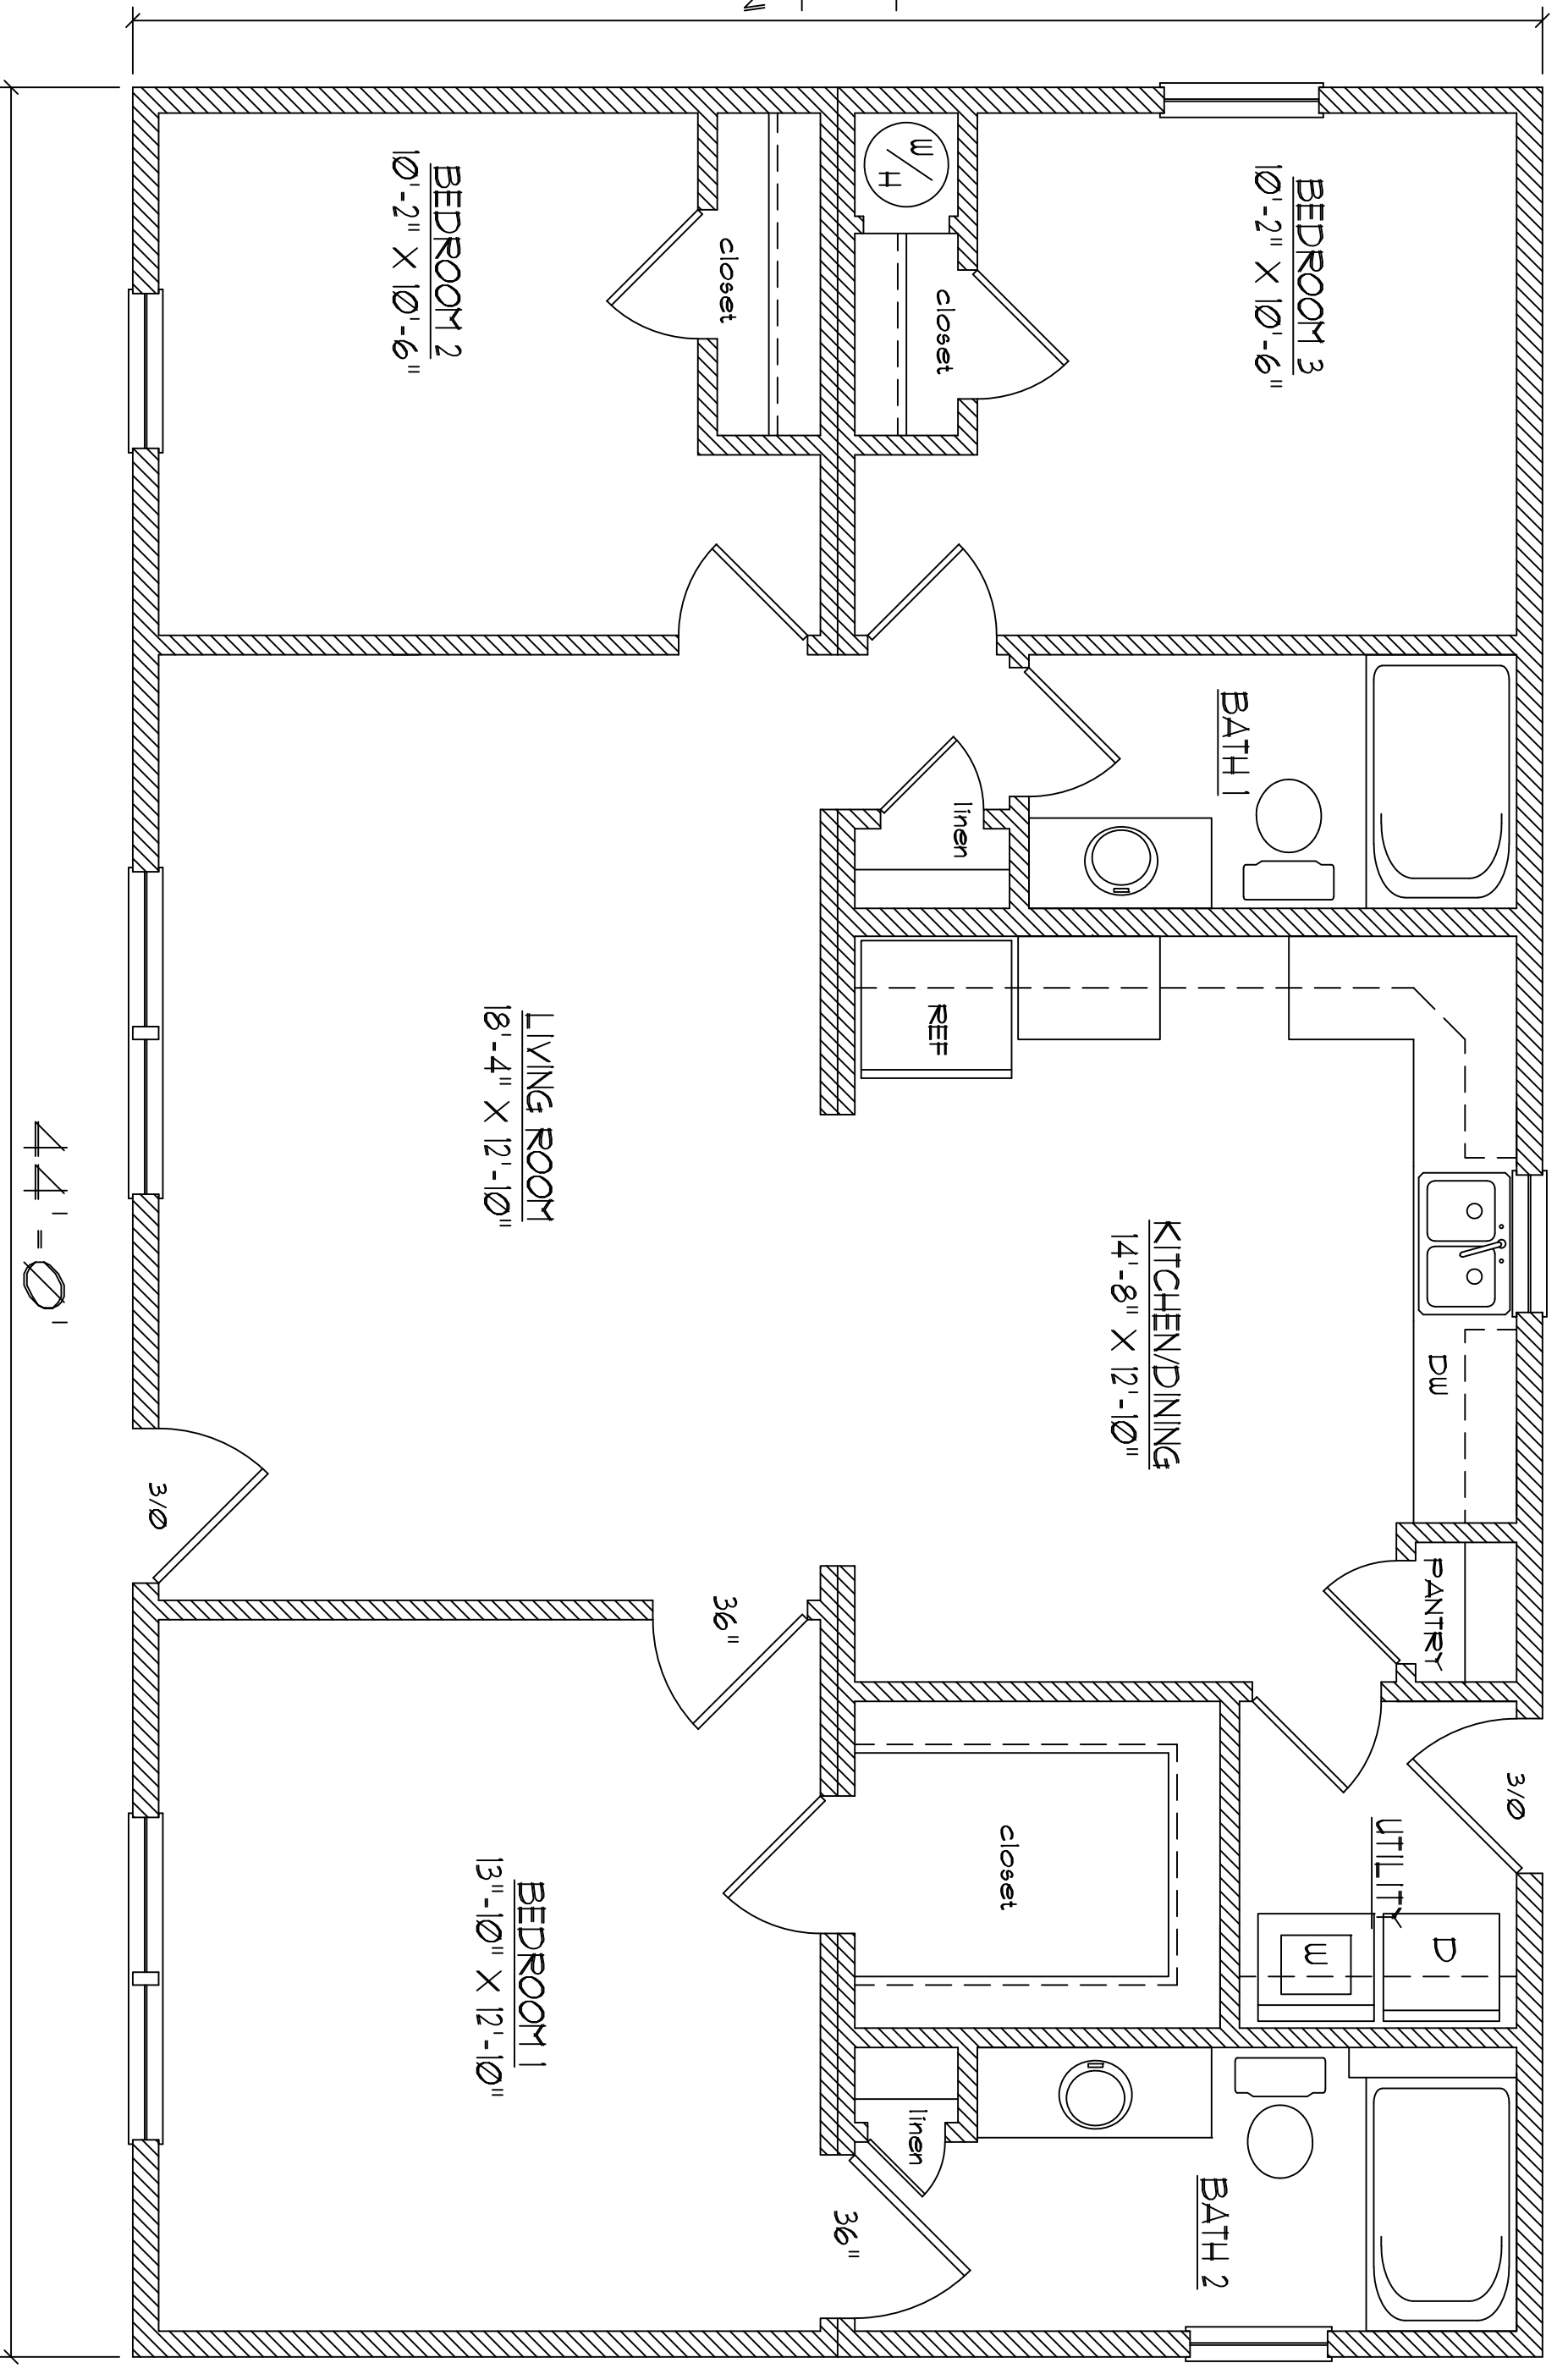 3/0
DW
PANTRY
UTILITY
D
W
BEDROOM 3
10'-2" X 10'-6"
BATH 1
KITCHEN/DINING
14'-8" X 12'-10"
BATH 2
W/H
closet
linen
REF
closet
linen
36"
closet
36"
BEDROOM 2
10'-2" X 10'-6"
LIVING ROOM
18'-4" X 12'-10"
BEDROOM 1
13"-10" X 12'-10"
3/0
44'-0'